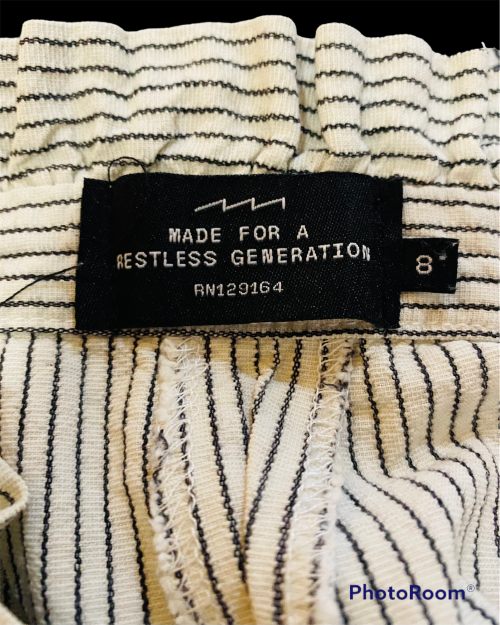 MADE FOR A
RESTLESS GENERATION
RN129164
8
PhotoRoom®